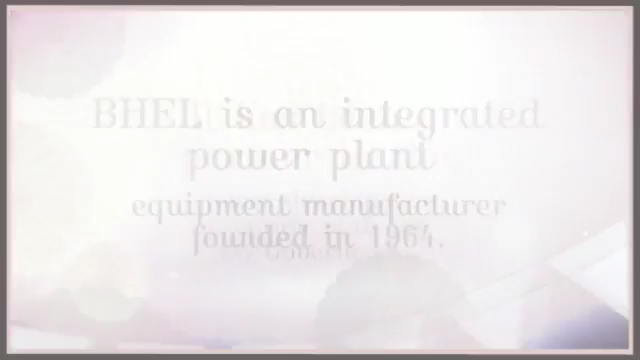 BHEL is an integrated
power plant
equipment manufacturer
founded in 1964.